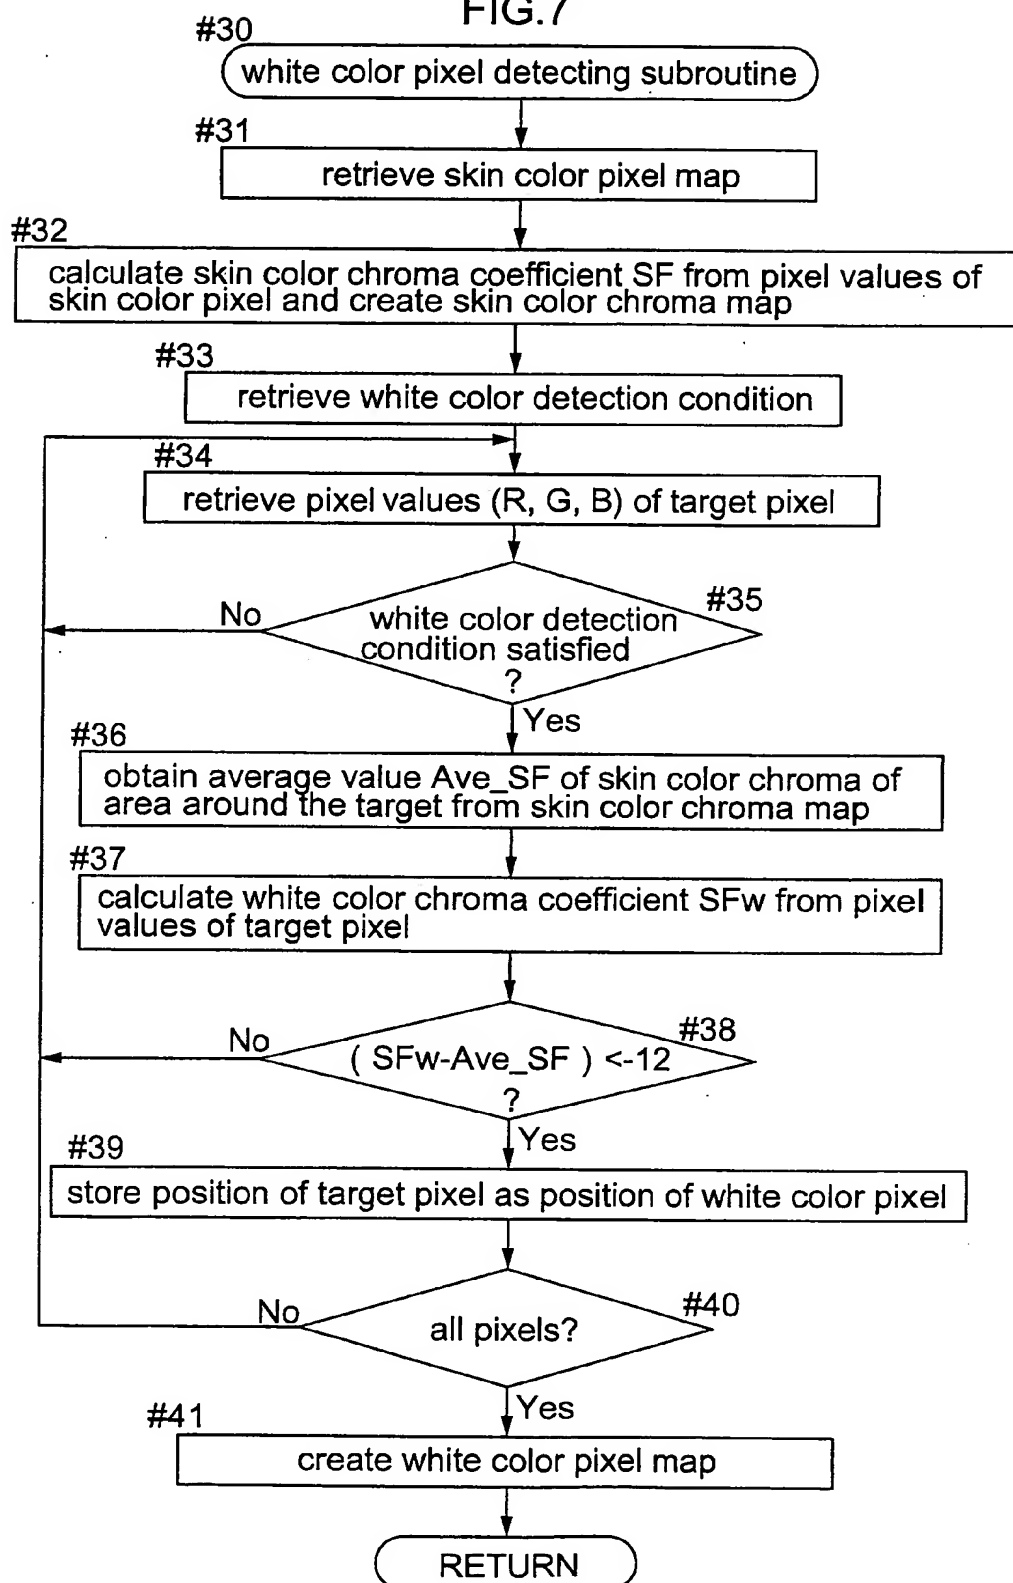 FIG.7
#30
white color pixel detecting subroutine
#31
retrieve skin color pixel map
#32
calculate skin color chroma coefficient SF from pixel values of
skin color pixel and create skin color chroma map
#33
retrieve white color detection condition
#34
retrieve pixel values (R, G, B) of target pixel
#35
No
white color detection
condition satisfied
?
Yes
#36
obtain average value Ave_SF of skin color chroma of
area around the target from skin color chroma map
#37
calculate white color chroma coefficient SFw from pixel
values of target pixel
#38
No
( SFw-Ave_SF ) <-12
?
Yes
#39
store position of target pixel as position of white color pixel
#40
No
all pixels?
Yes
#41
create white color pixel map
RETURN